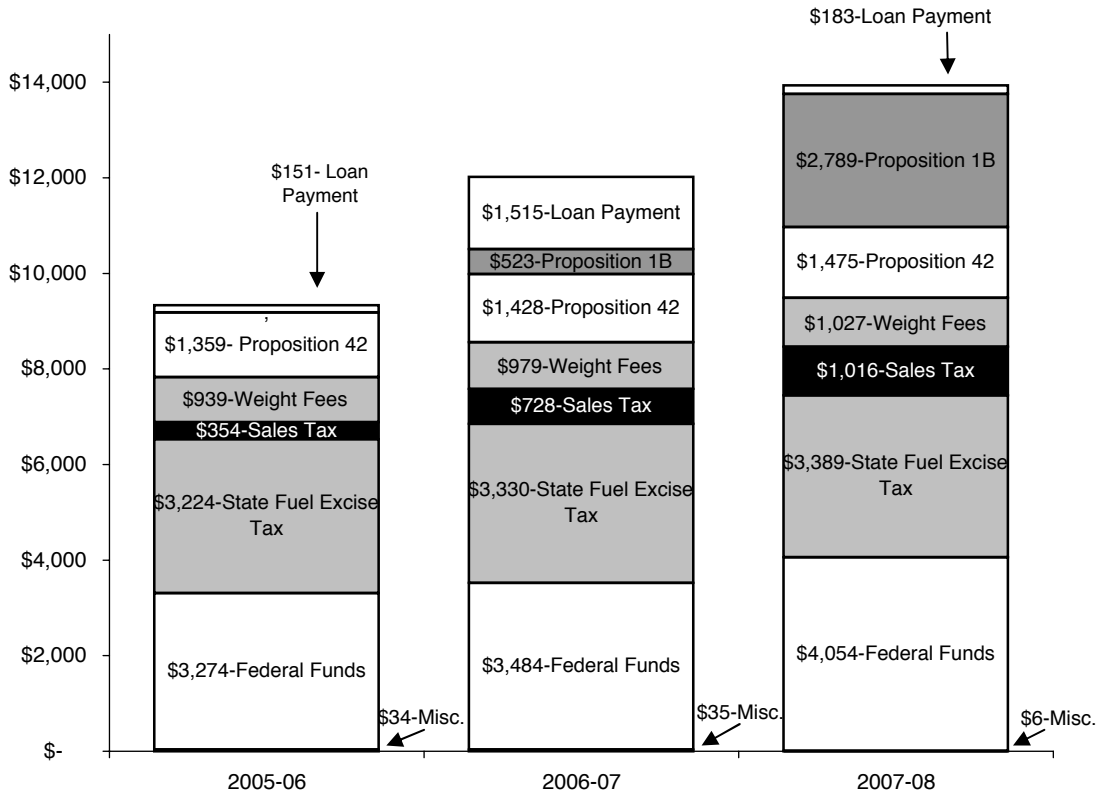 $183-Loan Payment
$14,000
$12,000
$10,000
$8,000
$6,000
$4,000
$2,000
$-
$151- Loan
Payment
,
$1,359- Proposition 42
$939-Weight Fees
$354-Sales Tax
$3,224-State Fuel Excise
Tax
$3,274-Federal Funds
$34-Misc.
$1,515-Loan Payment
$523-Proposition 1B
$1,428-Proposition 42
$979-Weight Fees
$728-Sales Tax
$3,330-State Fuel Excise
Tax
$3,484-Federal Funds
$35-Misc.
$2,789-Proposition 1B
$1,475-Proposition 42
$1,027-Weight Fees
$1,016-Sales Tax
$3,389-State Fuel Excise
Tax
$4,054-Federal Funds
$6-Misc.
2005-06
2006-07
2007-08